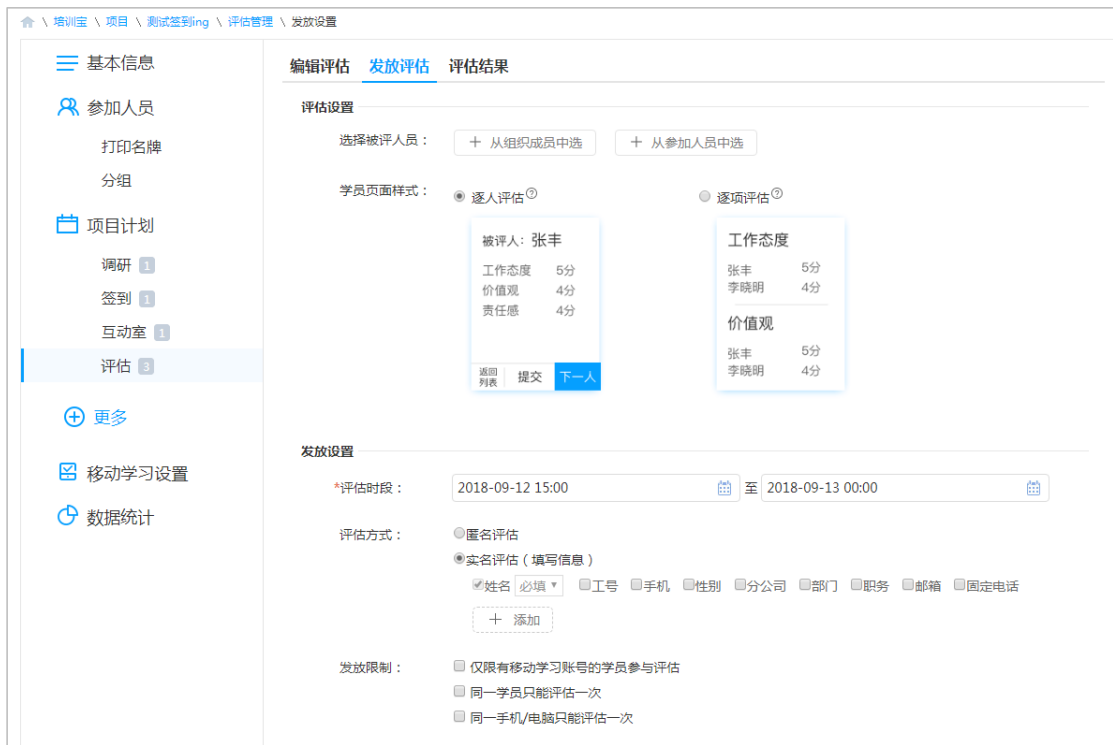 \ 培训宝 \ 项目 \ 测试签到ing \ 评估管理 \ 发放设置
基本信息
参加人员
打印名牌
分组
项目计划
调研 1
签到 1
互动室 1
评估 3
更多
移动学习设置
数据统计
编辑评估 发放评估 评估结果
评估设置
选择被评人员： + 从组织成员中选 + 从参加人员中选
学员页面样式： 逐人评估? 逐项评估?
被评人：张丰
工作态度 5分
价值观 4分
责任感 4分
返回列表 提交 下一人
工作态度
张丰 5分
李晓明 4分
价值观
张丰 5分
李晓明 4分
发放设置
*评估时段： 2018-09-12 15:00 至 2018-09-13 00:00
评估方式： 匿名评估
实名评估（填写信息）
姓名 必填 工号 手机 性别 分公司 部门 职务 邮箱 固定电话
+ 添加
发放限制： 仅限有移动学习账号的学员参与评估
同一学员只能评估一次
同一手机/电脑只能评估一次